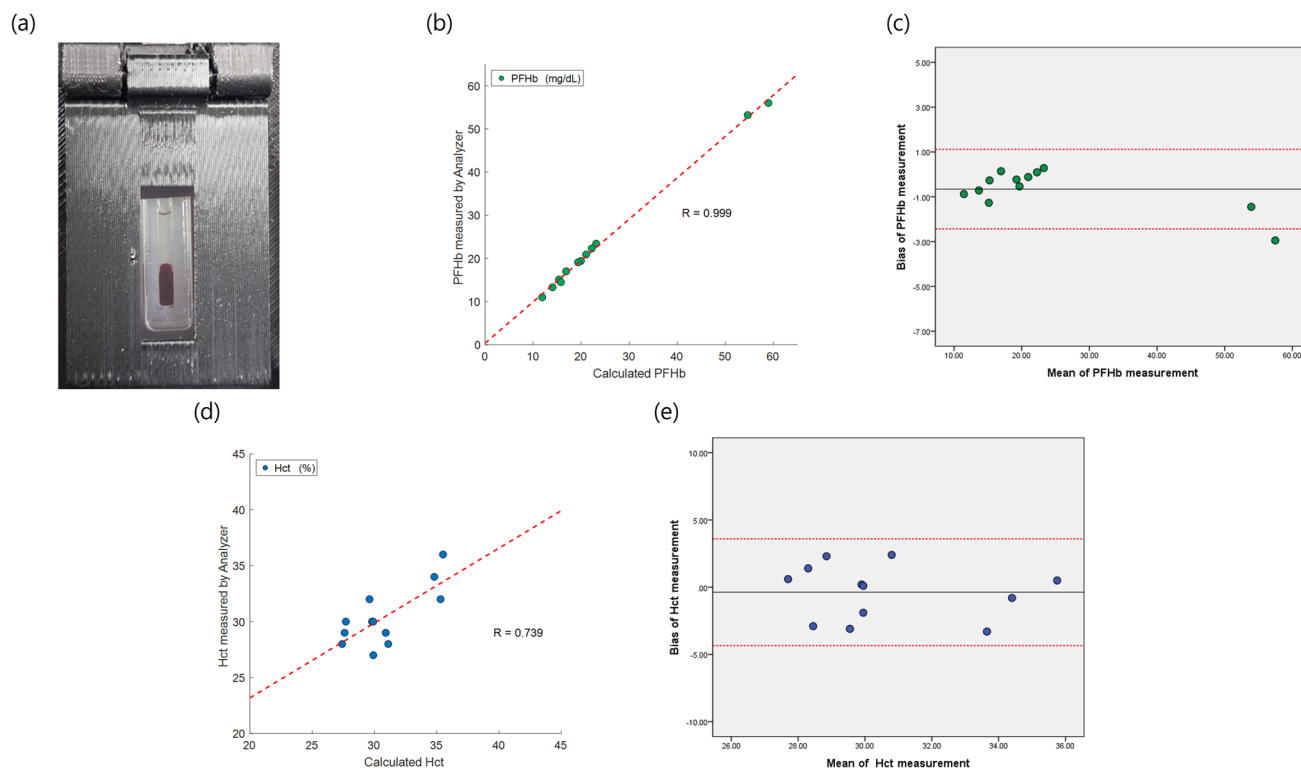 (a)
(b)
PFHb (mg/dL)
60
50
40
30
20
10
0
PFHb measured by Analyzer
R = 0.999
0 10 20 30 40 50 60
Calculated PFHb
(c)
5.00
3.00
1.00
-1.00
-3.00
-5.00
-7.00
Bias of PFHb measurement
10.00 20.00 30.00 40.00 50.00 60.00
Mean of PFHb measurement
(d)
Hct (%)
45
40
35
30
25
20
Hct measured by Analyzer
R = 0.739
20 25 30 35 40 45
Calculated Hct
(e)
10.00
5.00
.00
-5.00
-10.00
Bias of Hct measurement
26.00 28.00 30.00 32.00 34.00 36.00
Mean of Hct measurement